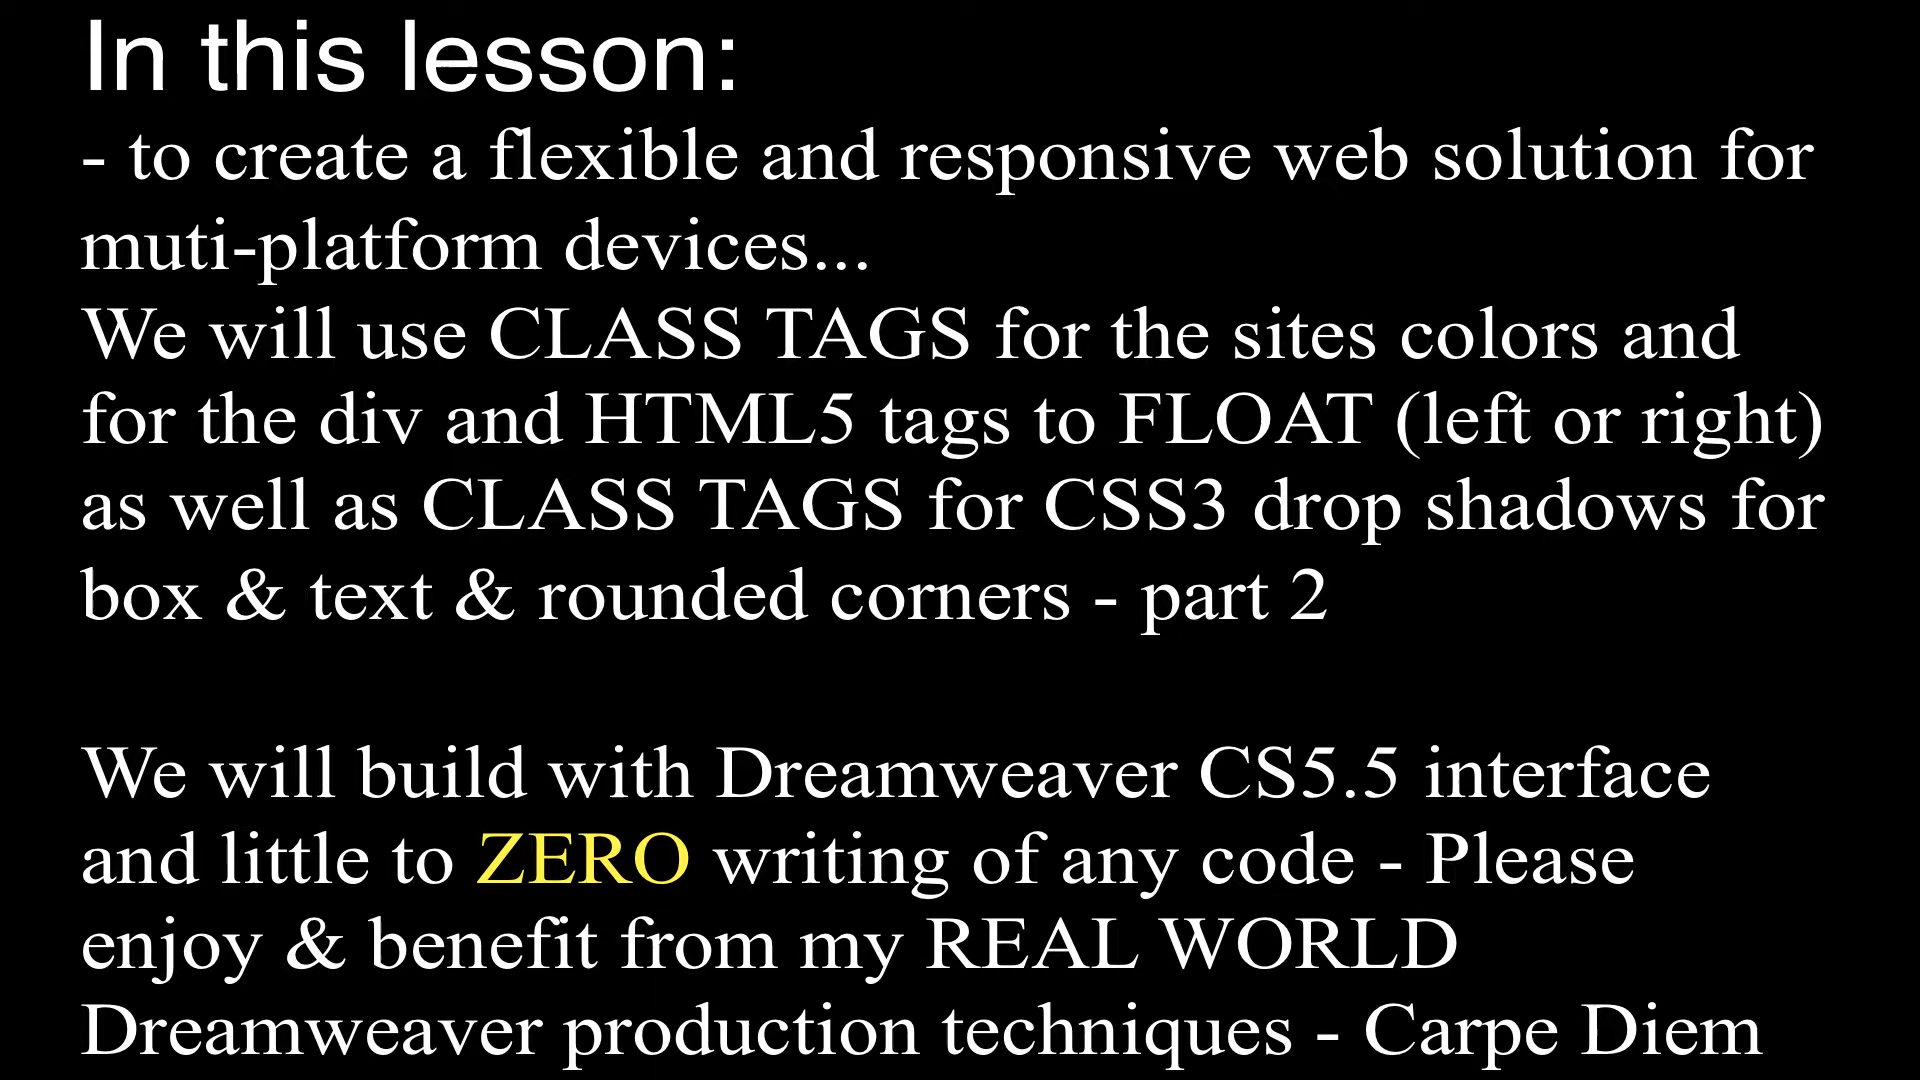 In this lesson:
- to create a flexible and responsive web solution for
muti-platform devices...
We will use CLASS TAGS for the sites colors and
for the div and HTML5 tags to FLOAT (left or right)
as well as CLASS TAGS for CSS3 drop shadows for
box & text & rounded corners - part 2
We will build with Dreamweaver CS5.5 interface
and little to ZERO writing of any code - Please
enjoy & benefit from my REAL WORLD
Dreamweaver production techniques - Carpe Diem